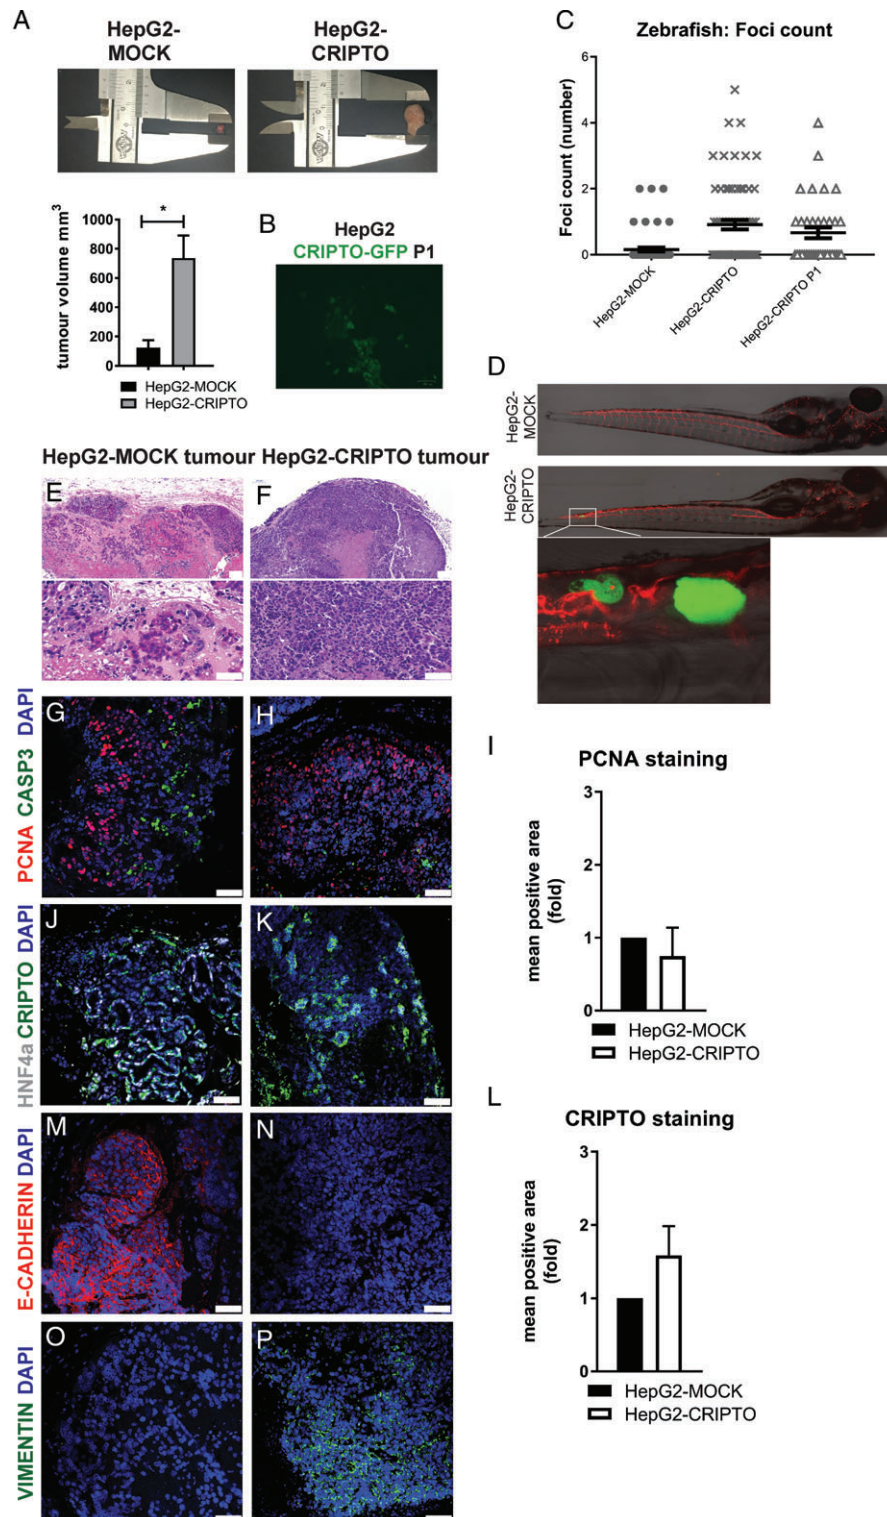 A
HepG2-
MOCK
HepG2-
CRIPTO
tumour volume mm³
1000
800
600
400
200
0
*
HepG2-MOCK
HepG2-CRIPTO
B
HepG2
CRIPTO-GFP P1
C
Zebrafish: Foci count
Foci count (number)
6
4
2
0
HepG2-MOCK
HepG2-CRIPTO
HepG2-CRIPTO P1
D
HepG2-
MOCK
HepG2-
CRIPTO
HepG2-MOCK tumour HepG2-CRIPTO tumour
E
F
PCNA CASP3 DAPI
G
H
I
PCNA staining
mean positive area
(fold)
3
2
1
0
HepG2-MOCK
HepG2-CRIPTO
HNF4a CRIPTO DAPI
J
K
L
CRIPTO staining
mean positive area
(fold)
3
2
1
0
HepG2-MOCK
HepG2-CRIPTO
E-CADHERIN DAPI
M
N
VIMENTIN DAPI
O
P